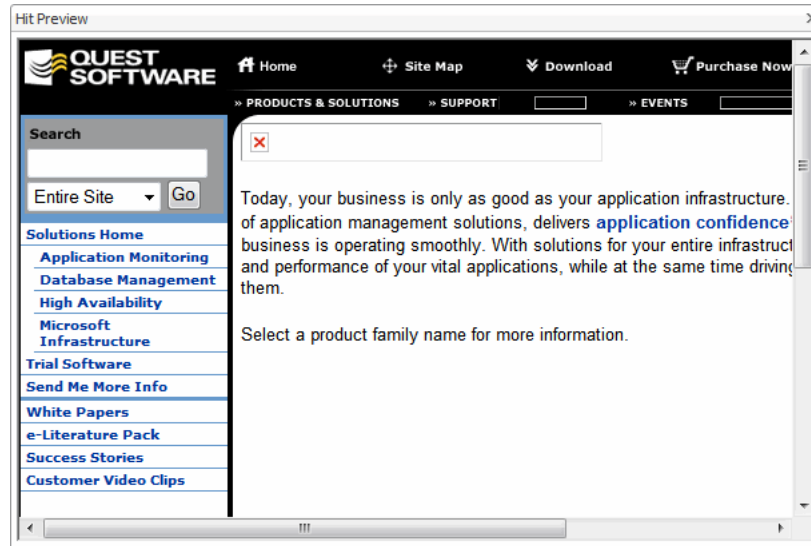 Hit Preview
QUEST
SOFTWARE
Home
Site Map
Download
Purchase Now
» PRODUCTS & SOLUTIONS
» SUPPORT
» EVENTS
Search
Entire Site
Go
Solutions Home
Application Monitoring
Database Management
High Availability
Microsoft
Infrastructure
Trial Software
Send Me More Info
White Papers
e-Literature Pack
Success Stories
Customer Video Clips
Today, your business is only as good as your application infrastructure.
of application management solutions, delivers application confidence
business is operating smoothly. With solutions for your entire infrastruct
and performance of your vital applications, while at the same time driving
them.
Select a product family name for more information.